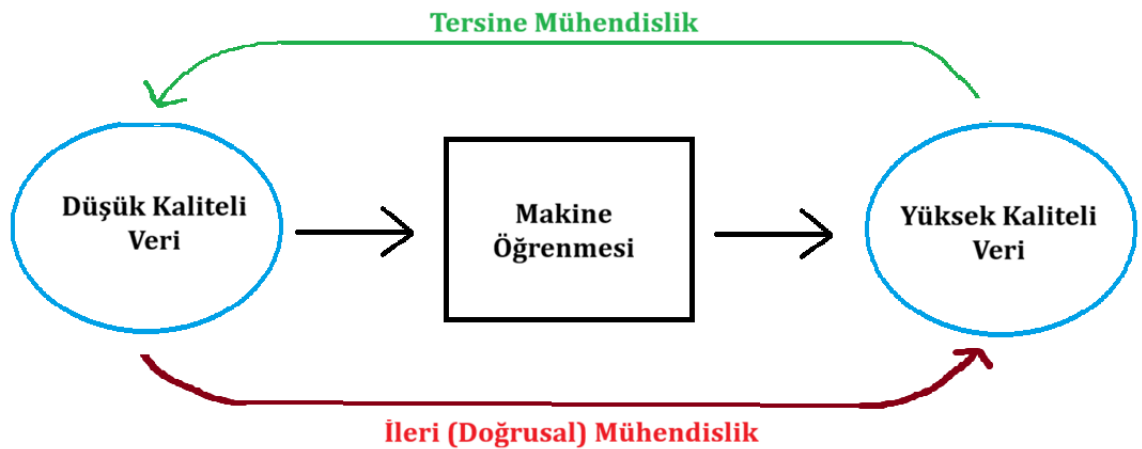 Tersine Mühendislik
Düşük Kaliteli
Veri
Makine
Öğrenmesi
Yüksek Kaliteli
Veri
İleri (Doğrusal) Mühendislik